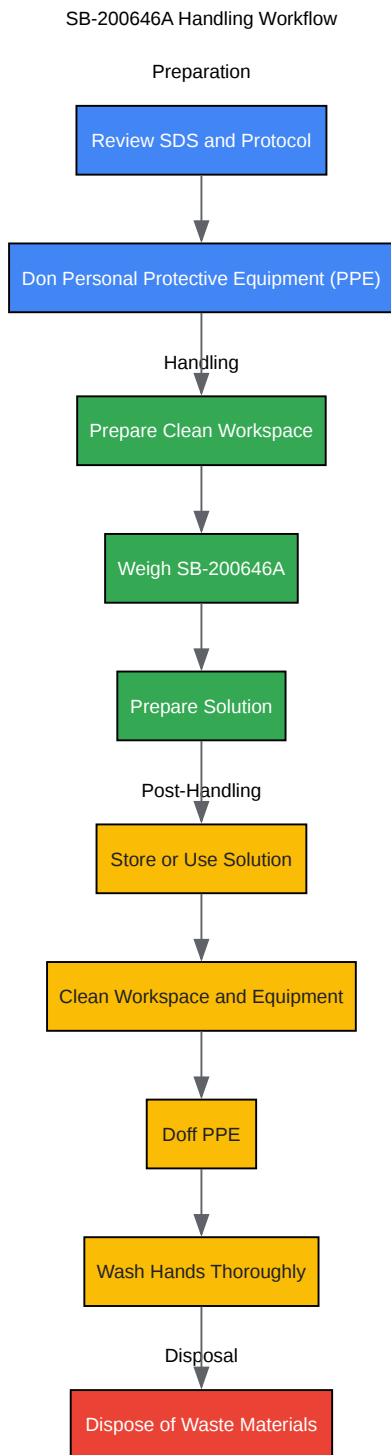 SB-200646A Handling Workflow
Preparation
Review SDS and Protocol
Don Personal Protective Equipment (PPE)
Handling
Prepare Clean Workspace
Weigh SB-200646A
Prepare Solution
Post-Handling
Store or Use Solution
Clean Workspace and Equipment
Doff PPE
Wash Hands Thoroughly
Disposal
Dispose of Waste Materials